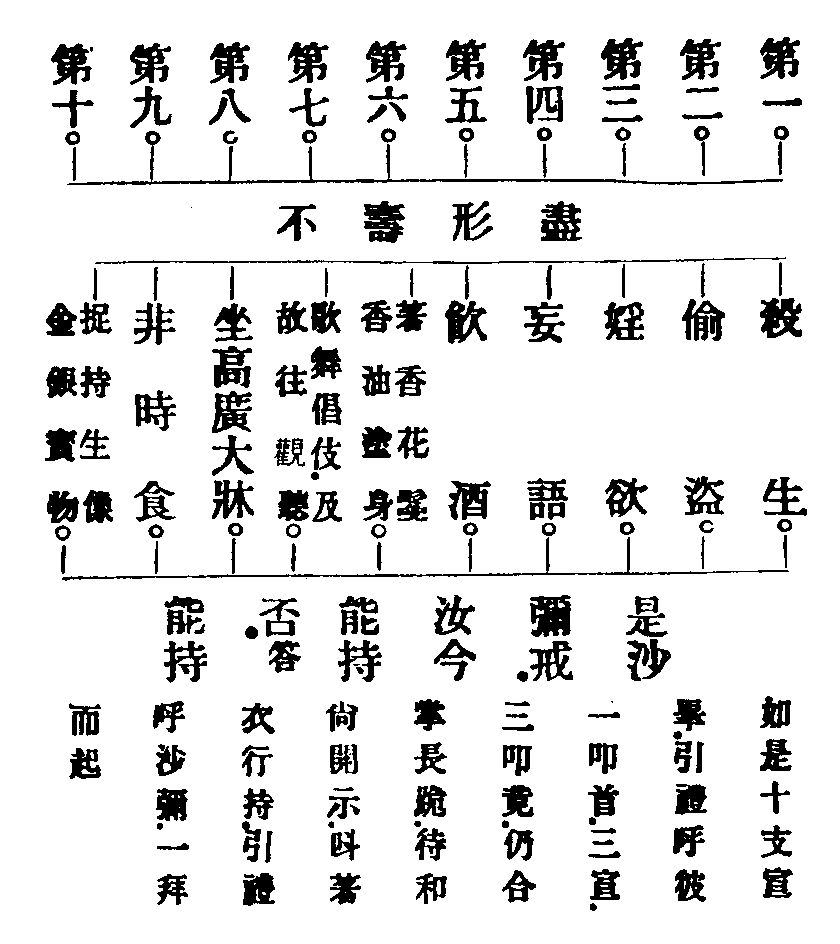 第一
第二
第三
第四
第五
第六
第七
第八
第九
第十
盡形壽不
殺生
偷盜
婬欲
妄語
飲酒
著香花鬘
香油塗身
歌舞倡伎.及
故往觀聽
坐高廣大牀
非時食
捉持生像
金銀寶物
是沙
彌戒.
汝今
能持
否.答
能持
如是十支宣
畢.引禮呼彼
一叩首.三宣.
三叩竟.仍合
掌長跪.待和
尚開示.呌著
衣行持.引禮
呼沙彌.一拜
而起